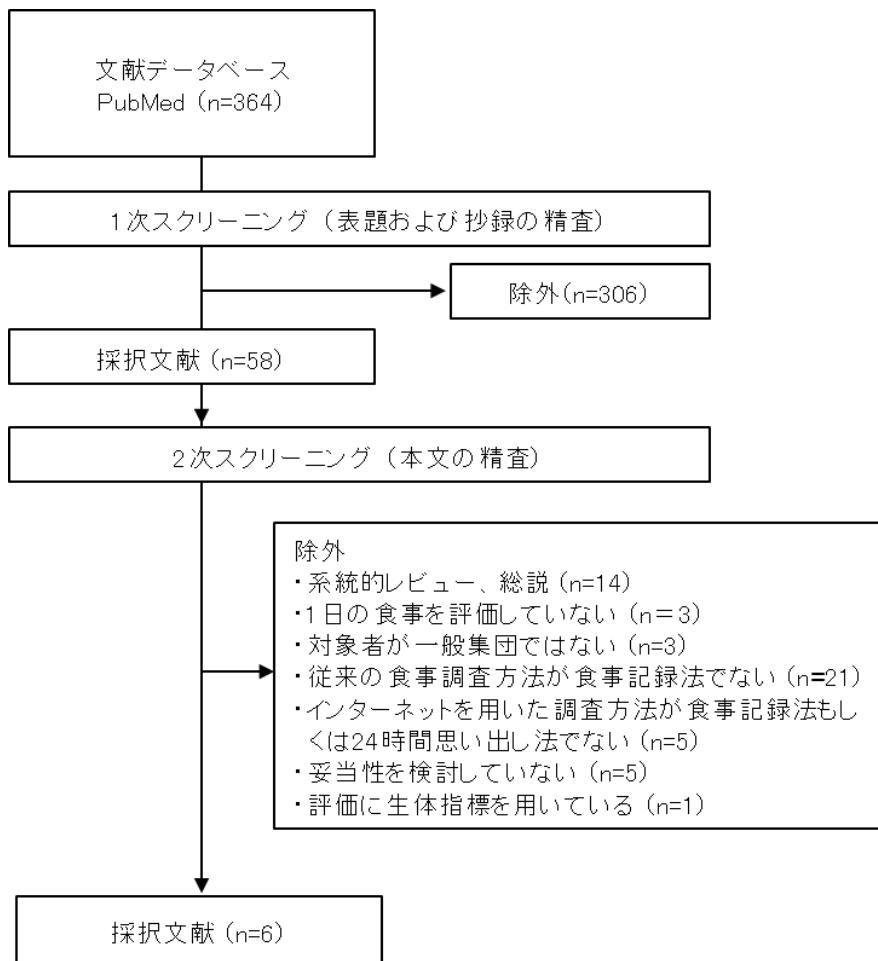 文献データベース
PubMed (n=364)
1次スクリーニング（表題および抄録の精査）
除外(n=306)
採択文献 (n=58)
2次スクリーニング（本文の精査）
除外
・系統的レビュー、総説 (n=14)
・1日の食事を評価していない (n＝3)
・対象者が一般集団ではない (n=3)
・従来の食事調査方法が食事記録法でない (n=21)
・インターネットを用いた調査方法が食事記録法もし
くは24時間思い出し法でない (n=5)
・妥当性を検討していない (n=5)
・評価に生体指標を用いている (n=1)
採択文献 (n=6)